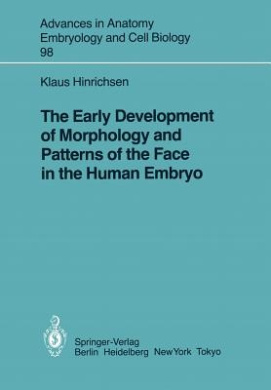 Advances in Anatomy
Embryology and Cell Biology
98
Klaus Hinrichsen
The Early Development
of Morphology and
Patterns of the Face
in the Human Embryo
Springer-Verlag
Berlin Heidelberg New York Tokyo